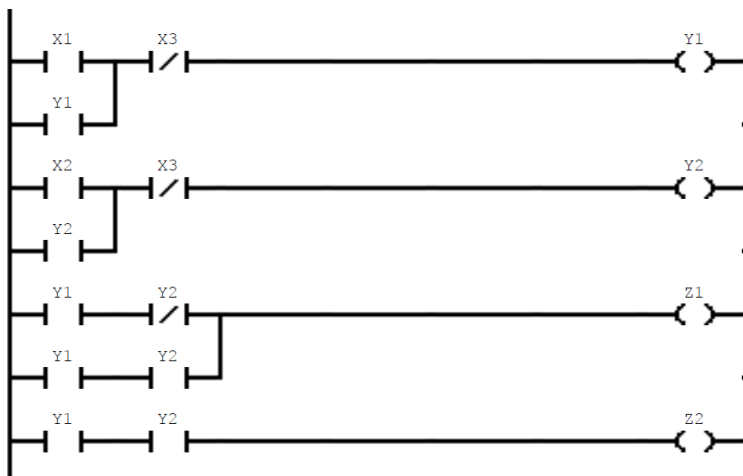 X1 X3 Y1
Y1
X2 X3 Y2
Y2
Y1 Y2 Z1
Y1 Y2
Y1 Y2 Z2